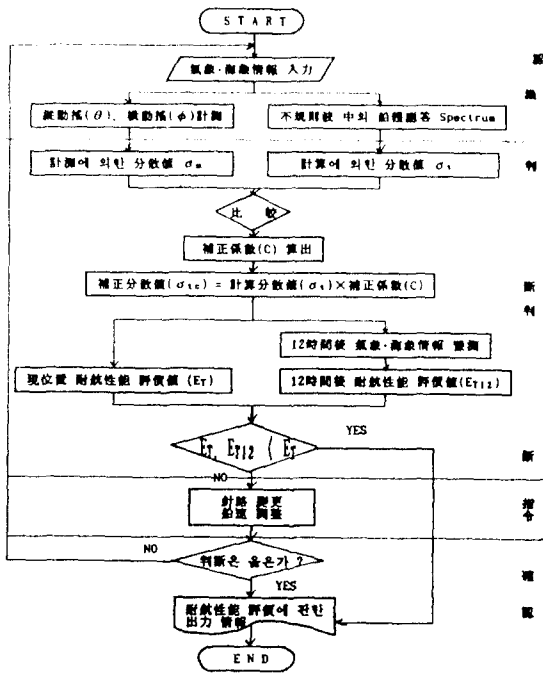 S T A R T
氣象·海象情報 入力
縱動搖(θ)、橫動搖(φ)計測
不規則波 中의 船體應答 Spectrum
計測에 의한 分散値 σm
計算에 의한 分散値 σt
判
比 較
補正係數(C) 算出
補正分散値(σtc) = 計算分散値(σt)×補正係數(C)
斷
判
12時間後 氣象·海象情報 豫測
現位置 耐航性能 評價値 (ET)
12時間後 耐航性能 評價値(ET12)
YES
ET, ET12 〈 ET
斷
NO
針路 變更
船速 調整
指
令
NO
判斷은 옳은가?
確
YES
耐航性能 評價에 관한
出力 情報
認
E N D